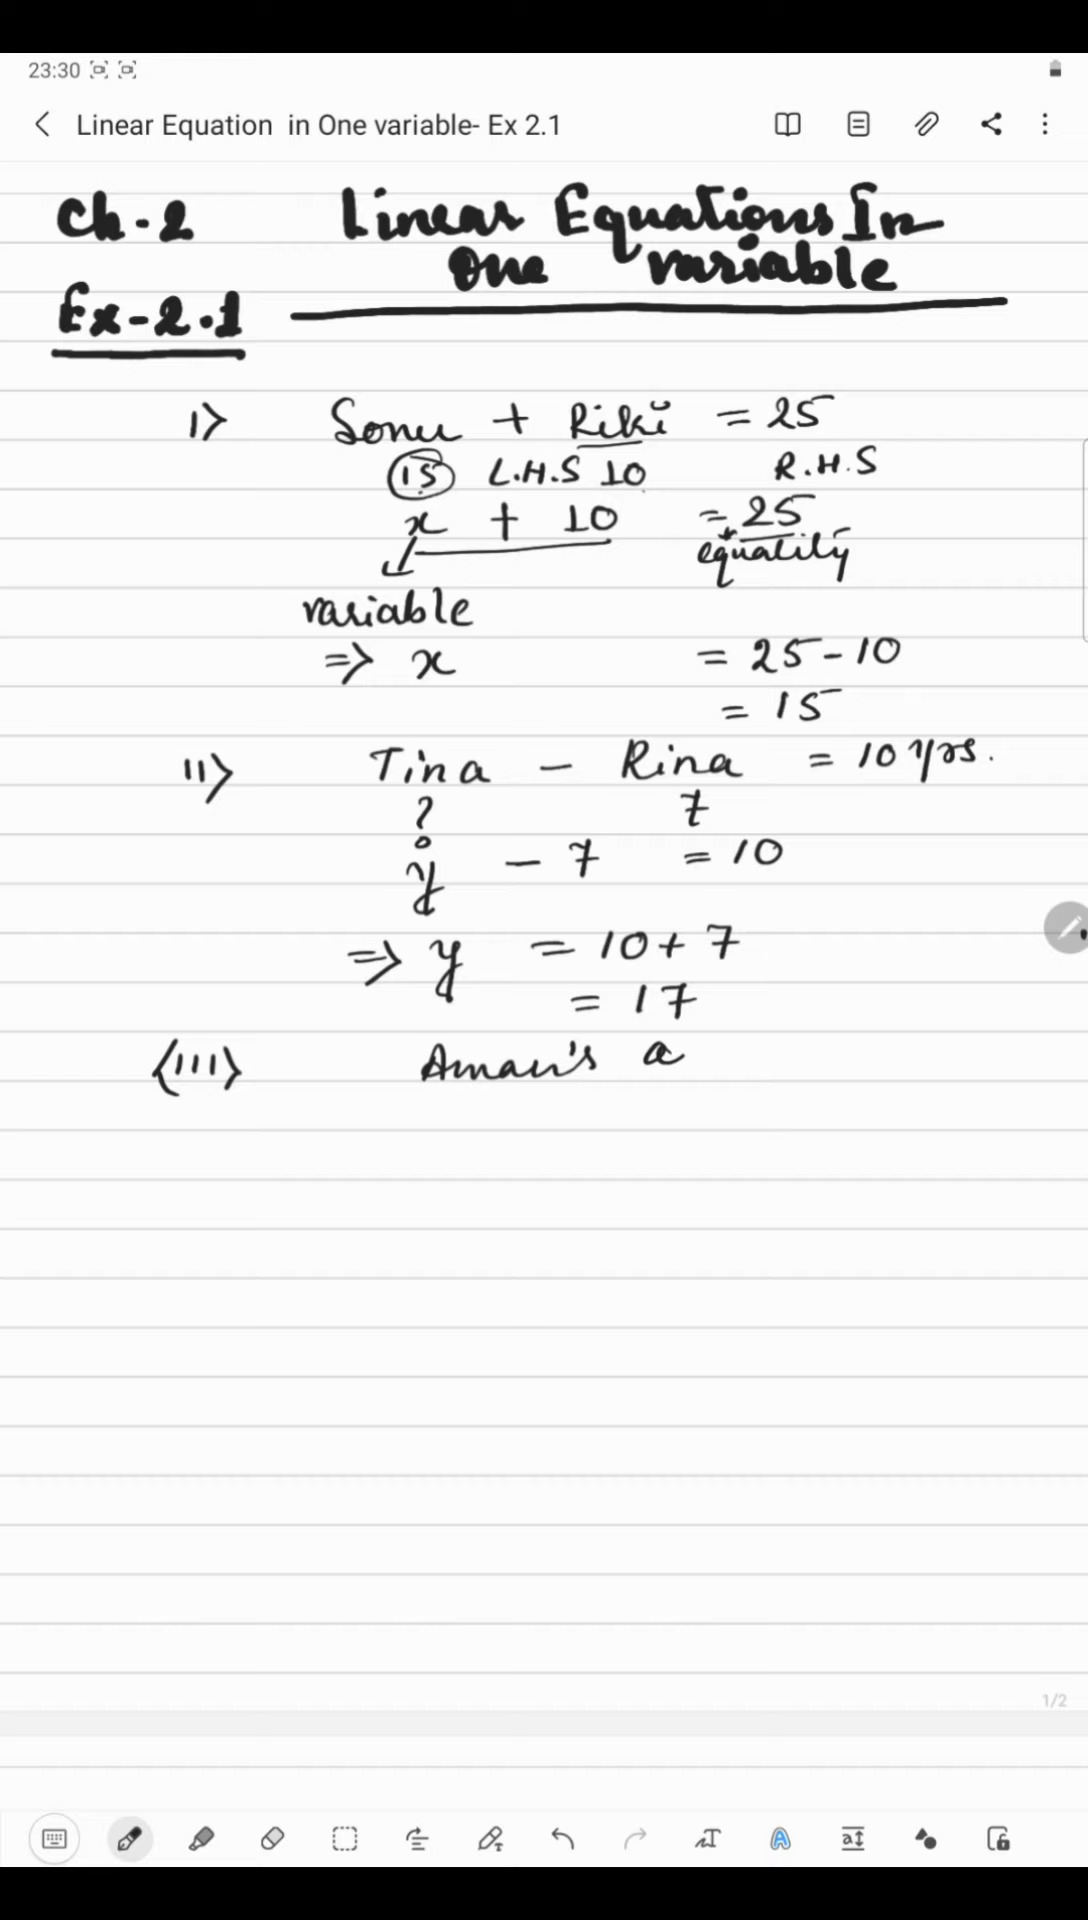 23:30
Linear Equation in One variable- Ex 2.1
Ch-2 Linear Equations In
One variable
Ex-2.1
1> Sonu + Riki = 25
15 L.H.S 10 R.H.S
x + 10 = 25
equality
variable
=> x = 25-10
= 15
11> Tina - Rina = 10 yrs.
? 7
y - 7 = 10
=> y = 10+7
= 17
<111> Aman's a
1/2